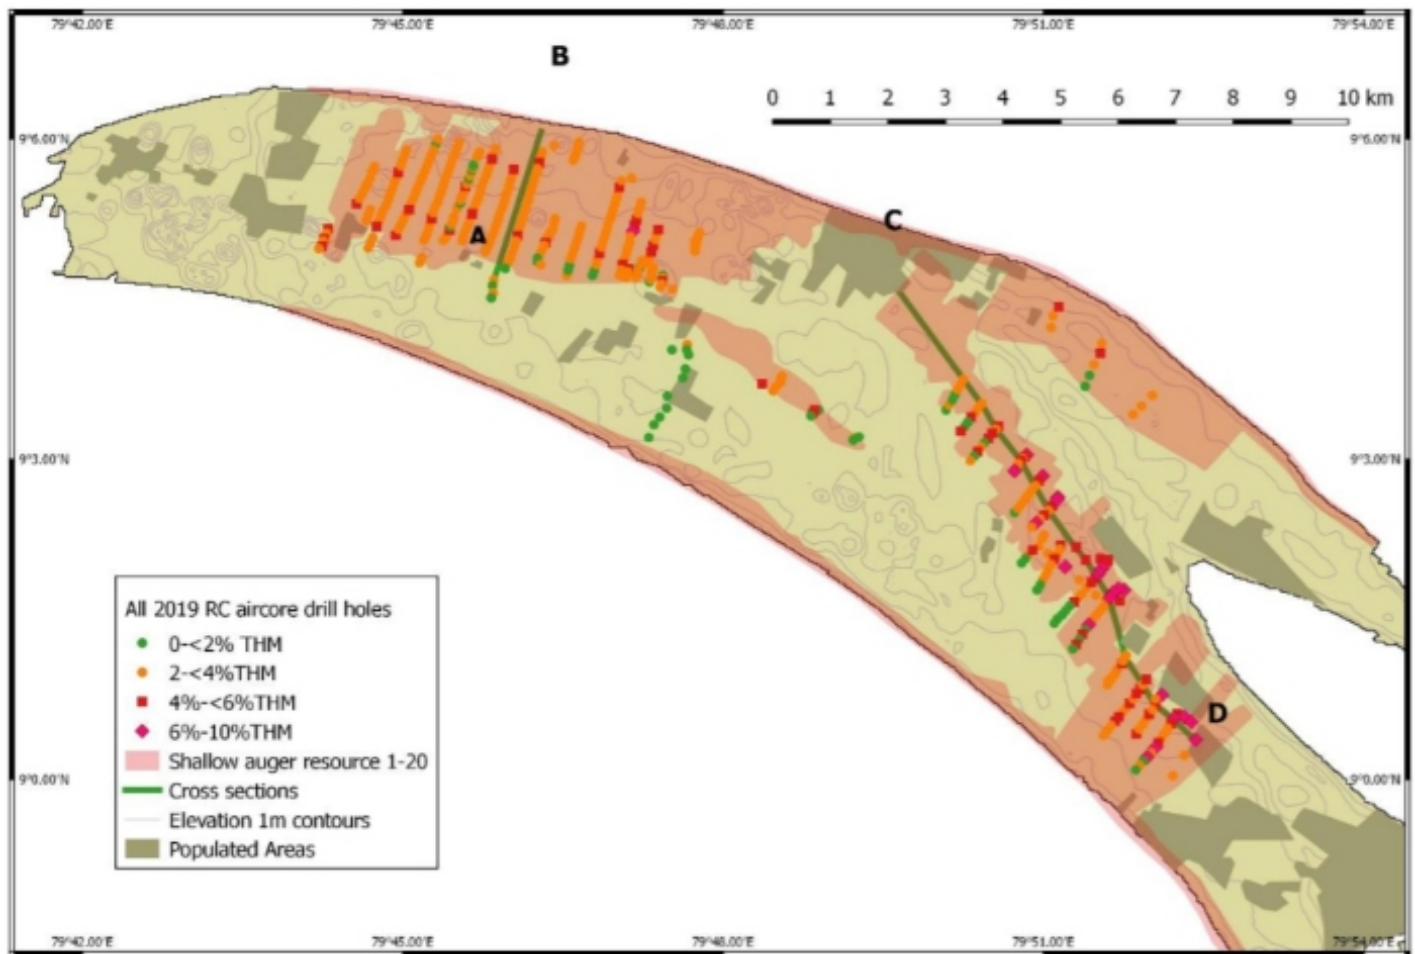 79°42.00'E 79°45.00'E 79°48.00'E 79°51.00'E 79°54.00'E
B
0 1 2 3 4 5 6 7 8 9 10 km
9°6.00'N 9°6.00'N
C
A
9°3.00'N 9°3.00'N
All 2019 RC aircore drill holes
0-<2% THM
2-<4%THM
4%-<6%THM
6%-10%THM
Shallow auger resource 1-20
Cross sections
Elevation 1m contours
Populated Areas
D
9°0.00'N 9°0.00'N
79°42.00'E 79°45.00'E 79°48.00'E 79°51.00'E 79°54.00'E